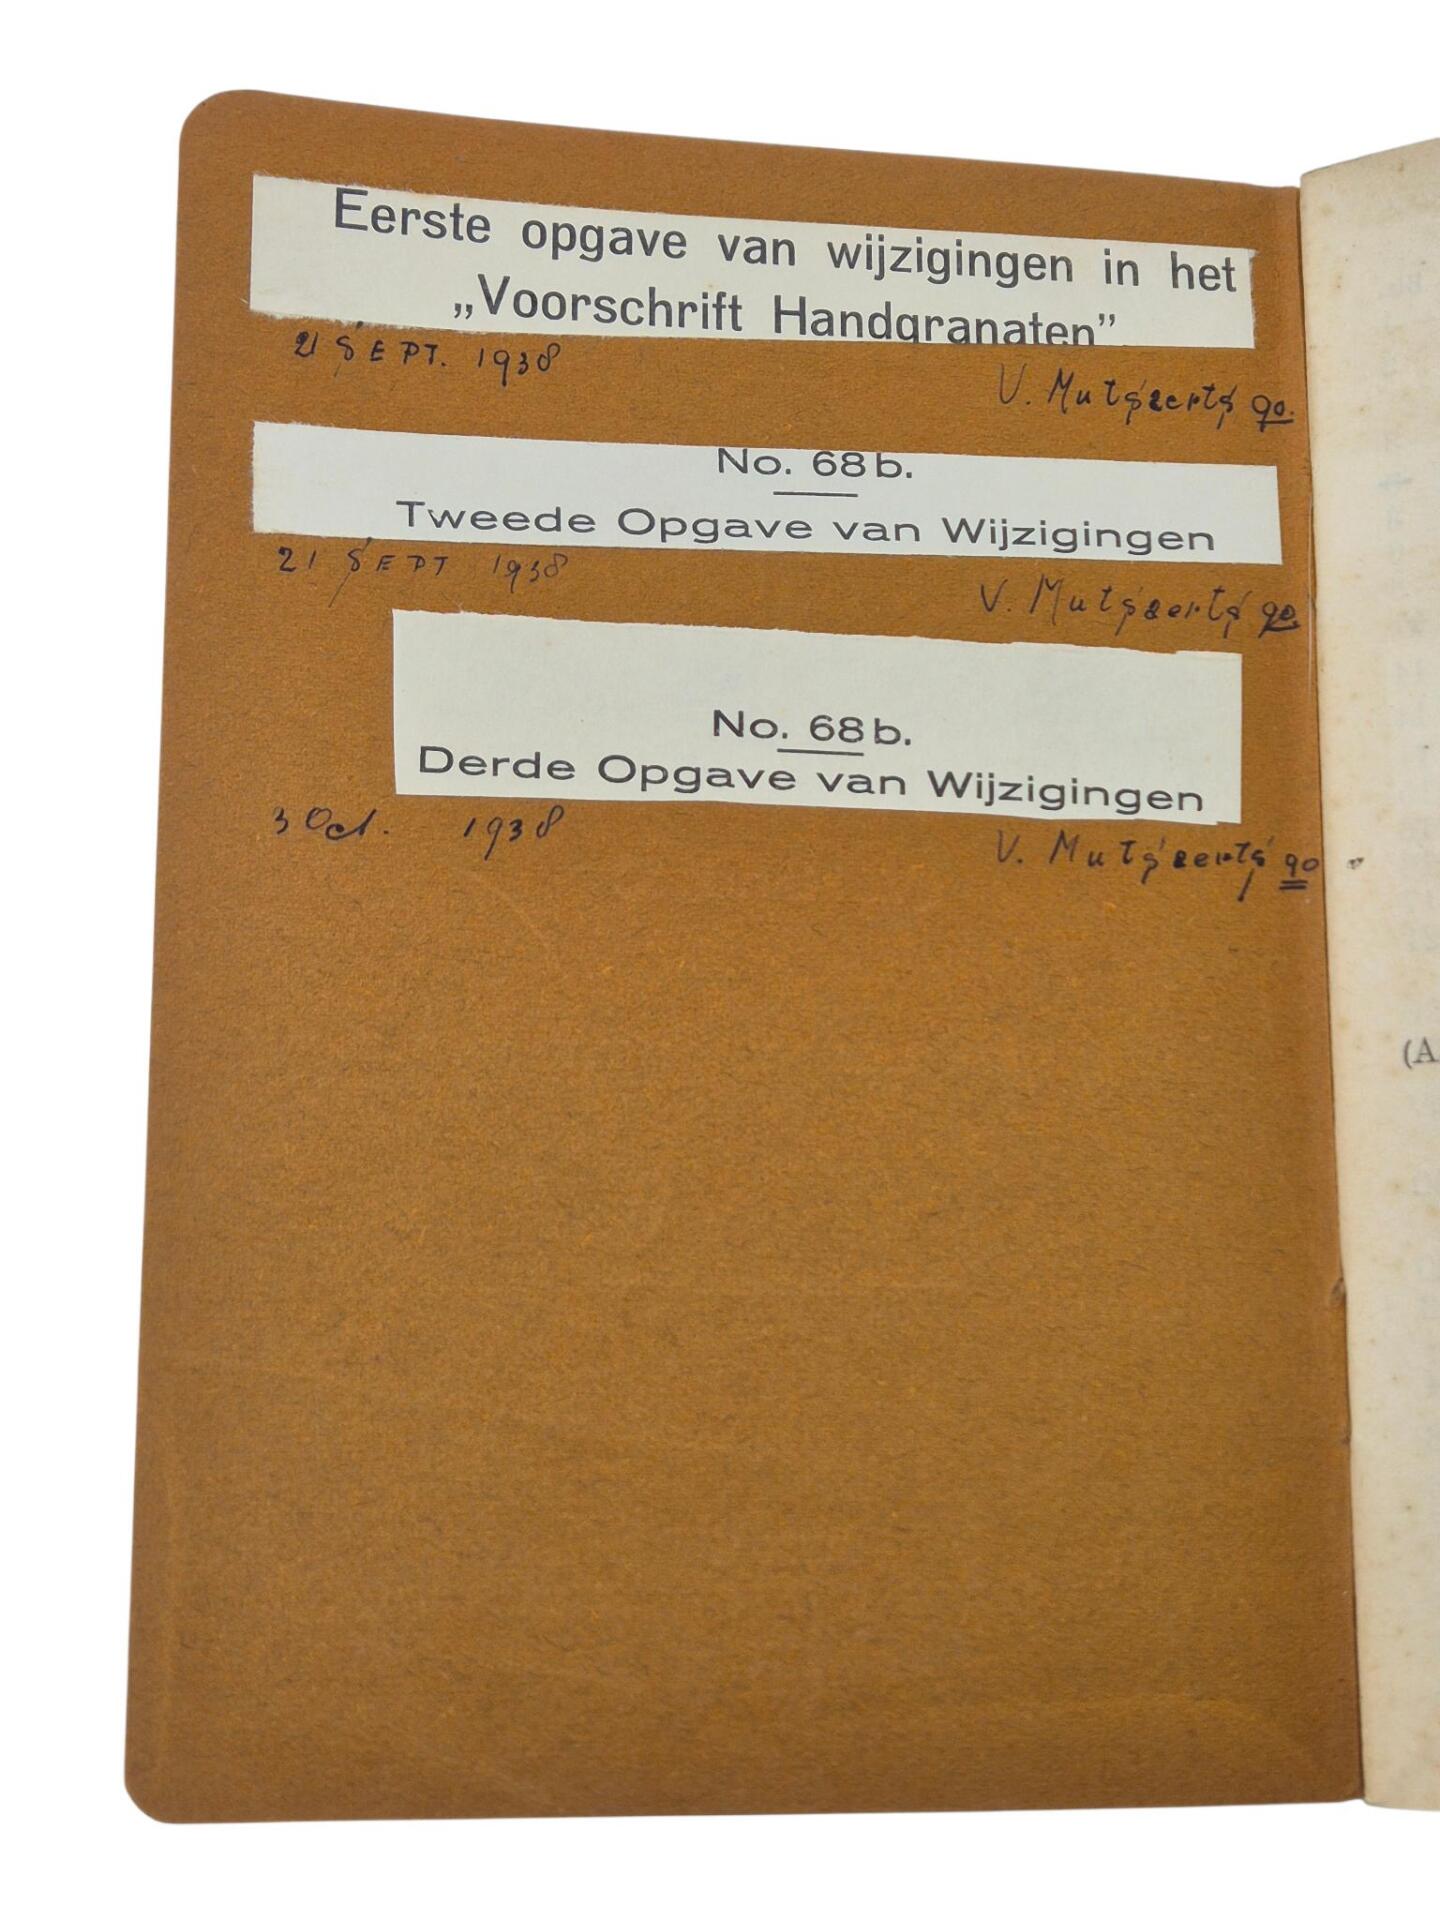 Eerste opgave van wijzigingen in het
„Voorschrift Handgranaten”
21 SEPT. 1938 V. Mutsaerts
No. 68b.
Tweede Opgave van Wijzigingen
21 SEPT 1938 V. Mutsaerts
No. 68b.
Derde Opgave van Wijzigingen
3 Oct. 1938 V. Mutsaerts
(A